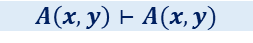 A(x, y) ⊢ A(x, y)